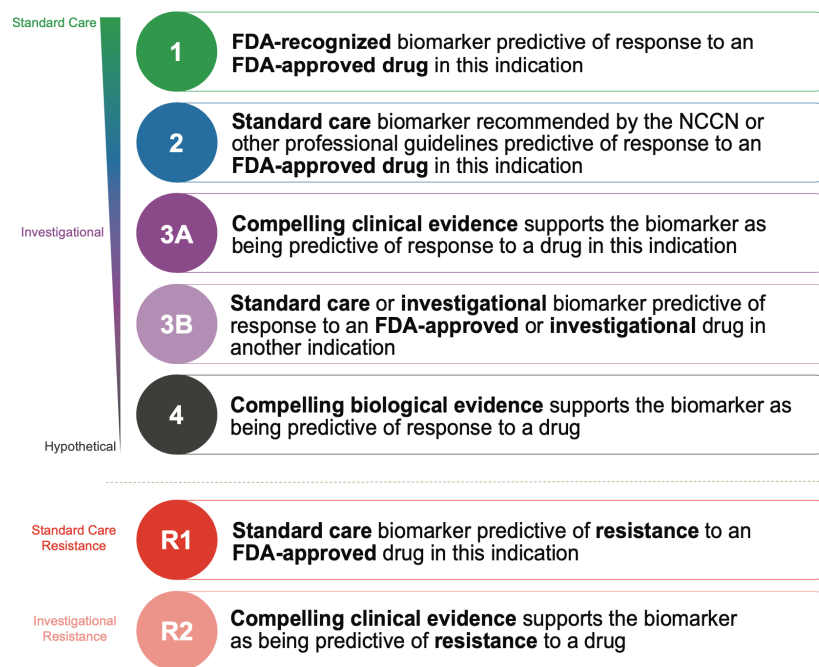 Standard Care
1
FDA-recognized biomarker predictive of response to an
FDA-approved drug in this indication
2
Standard care biomarker recommended by the NCCN or
other professional guidelines predictive of response to an
FDA-approved drug in this indication
Investigational
3A
Compelling clinical evidence supports the biomarker as
being predictive of response to a drug in this indication
3B
Standard care or investigational biomarker predictive of
response to an FDA-approved or investigational drug in
another indication
4
Compelling biological evidence supports the biomarker as
being predictive of response to a drug
Hypothetical
Standard Care
Resistance
R1
Standard care biomarker predictive of resistance to an
FDA-approved drug in this indication
Investigational
Resistance
R2
Compelling clinical evidence supports the biomarker
as being predictive of resistance to a drug